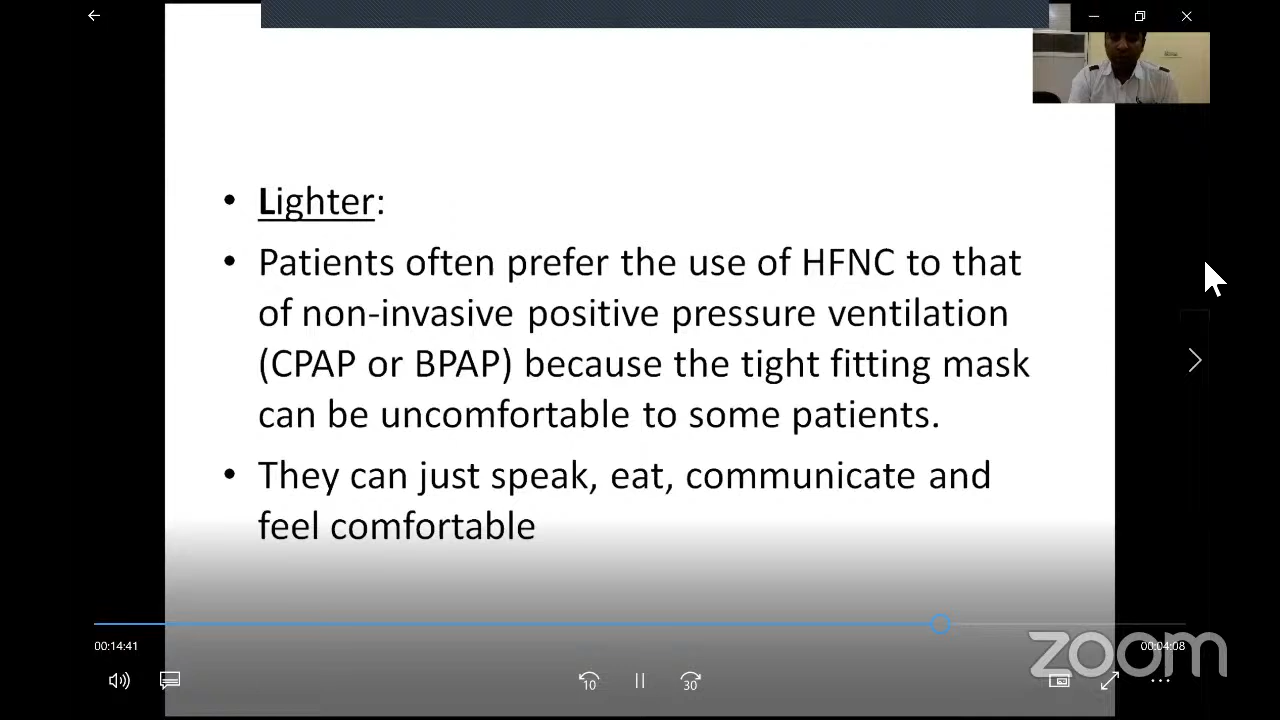 • Lighter:
• Patients often prefer the use of HFNC to that
of non-invasive positive pressure ventilation
(CPAP or BPAP) because the tight fitting mask
can be uncomfortable to some patients.
• They can just speak, eat, communicate and
feel comfortable
00:14:41
00:04:08
zoom
10
30